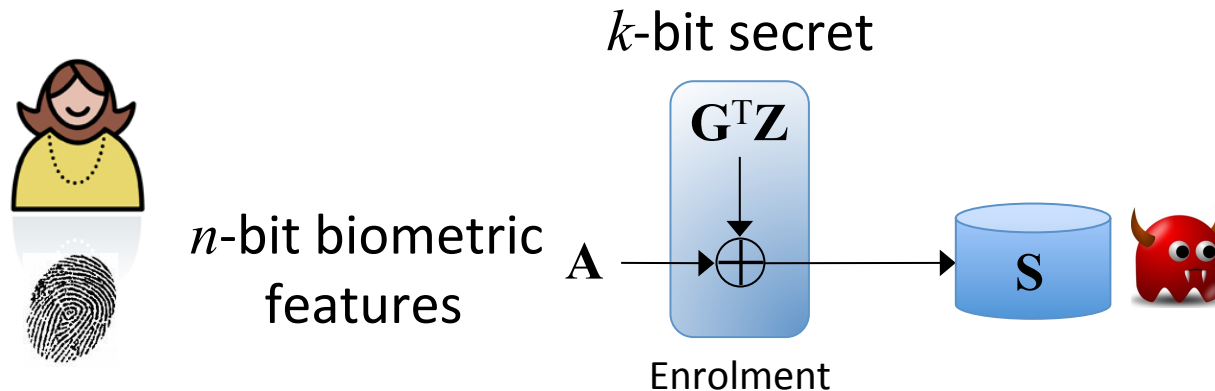 k-bit secret
GᵀZ
n-bit biometric
features
A
S
Enrolment